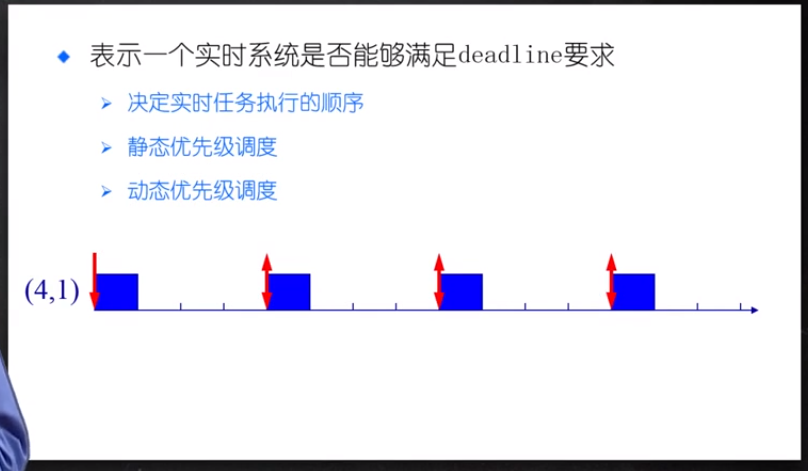 表示一个实时系统是否能够满足deadline要求
决定实时任务执行的顺序
静态优先级调度
动态优先级调度
(4,1)